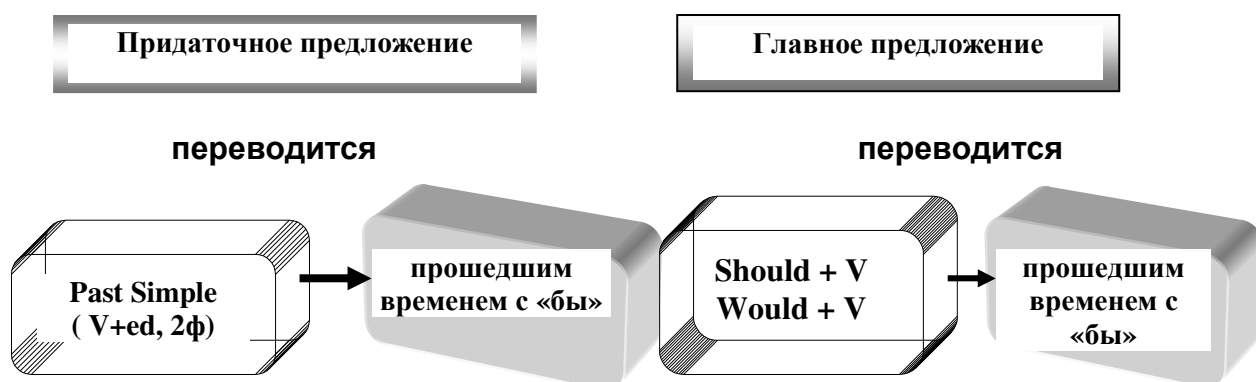 Придаточное предложение
Главное предложение
переводится
переводится
Past Simple
( V+ed, 2ф)
прошедшим
временем с «бы»
Should + V
Would + V
прошедшим
временем с
«бы»